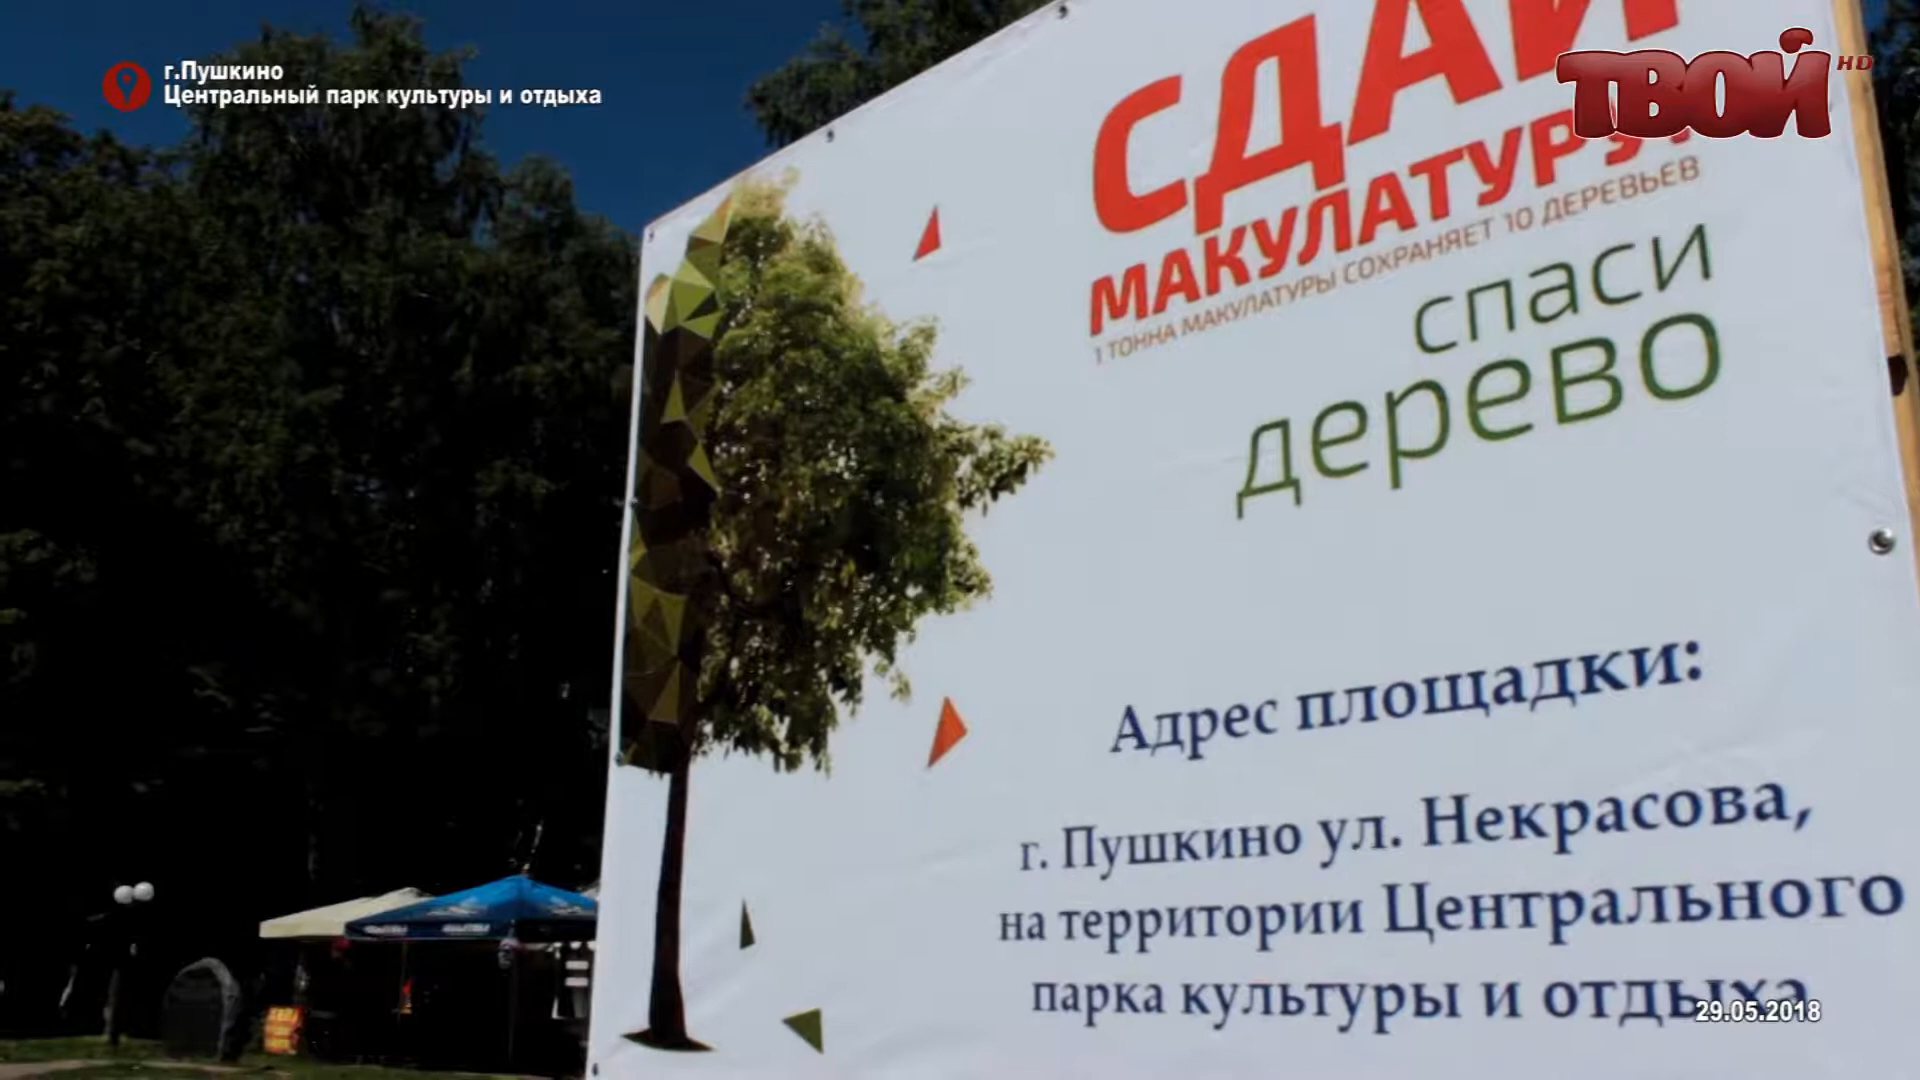 г.Пушкино
Центральный парк культуры и отдыха
ТВОЙ HD
СДАЙ
МАКУЛАТУРУ
1 ТОННА МАКУЛАТУРЫ СОХРАНЯЕТ 10 ДЕРЕВЬЕВ
спаси
дерево
Адрес площадки:
г. Пушкино ул. Некрасова,
на территории Центрального
парка культуры и отдыха
29.05.2018